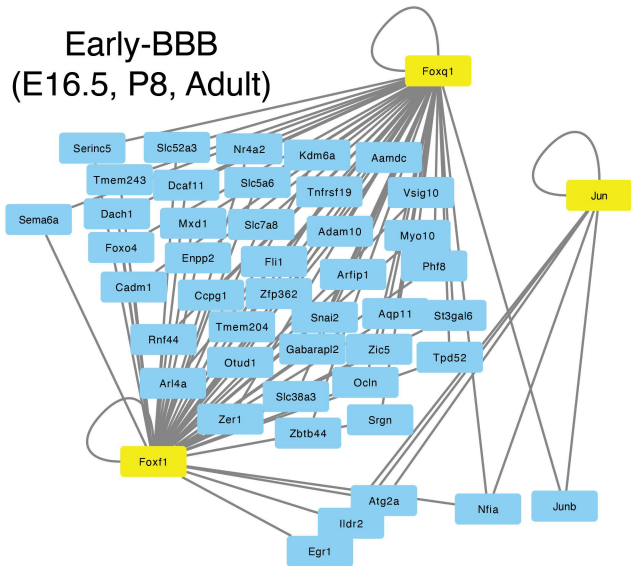 Early-BBB
(E16.5, P8, Adult)
Foxq1
Serinc5
Slc52a3
Nr4a2
Kdm6a
Aamdc
Tmem243
Dcaf11
Slc5a6
Tnfrsf19
Vsig10
Jun
Sema6a
Dach1
Mxd1
Slc7a8
Adam10
Myo10
Foxo4
Enpp2
Fli1
Arfip1
Phf8
Cadm1
Ccpg1
Zfp362
Snai2
Aqp11
St3gal6
Rnf44
Tmem204
Gabarapl2
Zic5
Tpd52
Arl4a
Otud1
Slc38a3
Ocln
Zer1
Zbtb44
Srgn
Foxf1
Atg2a
Nfia
Junb
Ildr2
Egr1